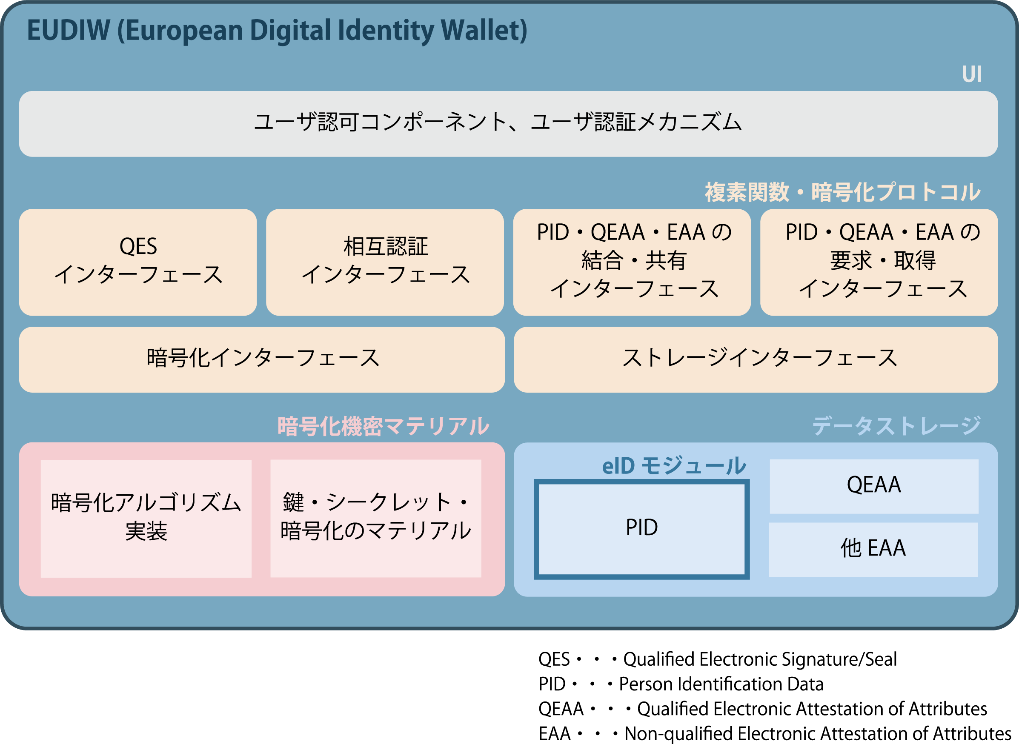 EUDIW (European Digital Identity Wallet)
UI
ユーザ認可コンポーネント、ユーザ認証メカニズム
複素関数・暗号化プロトコル
QES
インターフェース
相互認証
インターフェース
PID・QEAA・EAA の
結合・共有
インターフェース
PID・QEAA・EAA の
要求・取得
インターフェース
暗号化インターフェース
ストレージインターフェース
暗号化機密マテリアル
暗号化アルゴリズム
実装
鍵・シークレット・
暗号化のマテリアル
データストレージ
eID モジュール
PID
QEAA
他 EAA
QES・・・Qualified Electronic Signature/Seal
PID・・・Person Identification Data
QEAA・・・Qualified Electronic Attestation of Attributes
EAA・・・Non-qualified Electronic Attestation of Attributes